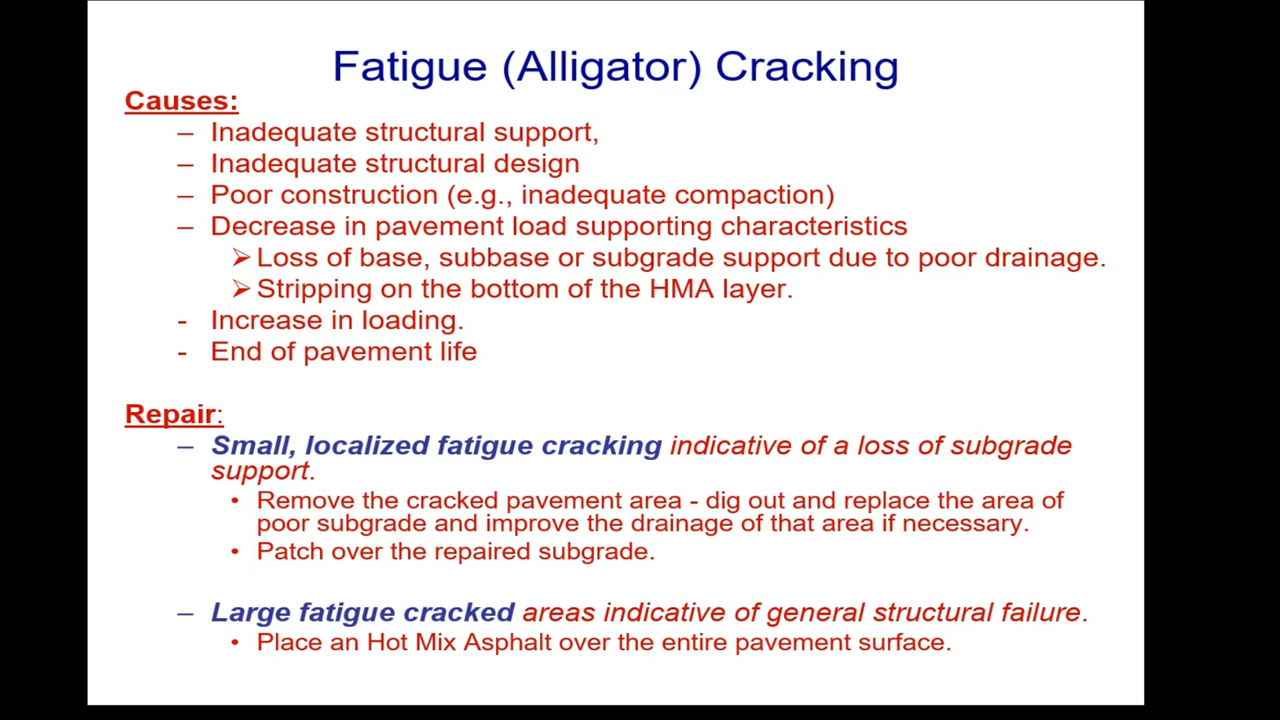 Fatigue (Alligator) Cracking
Causes:
– Inadequate structural support,
– Inadequate structural design
– Poor construction (e.g., inadequate compaction)
– Decrease in pavement load supporting characteristics
➢ Loss of base, subbase or subgrade support due to poor drainage.
➢ Stripping on the bottom of the HMA layer.
- Increase in loading.
- End of pavement life
Repair:
– Small, localized fatigue cracking indicative of a loss of subgrade
support.
• Remove the cracked pavement area - dig out and replace the area of
poor subgrade and improve the drainage of that area if necessary.
• Patch over the repaired subgrade.
– Large fatigue cracked areas indicative of general structural failure.
• Place an Hot Mix Asphalt over the entire pavement surface.